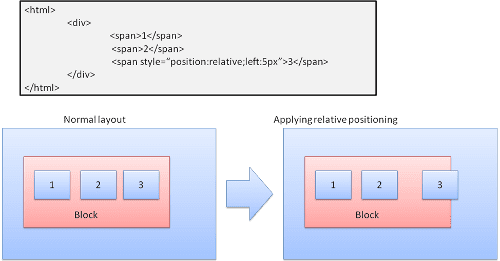 <html>
<div>
<span>1</span>
<span>2</span>
<span style="position:relative;left:5px">3</span>
</div>
</html>
Normal layout
Applying relative positioning
1 2 3
Block
1 2 3
Block